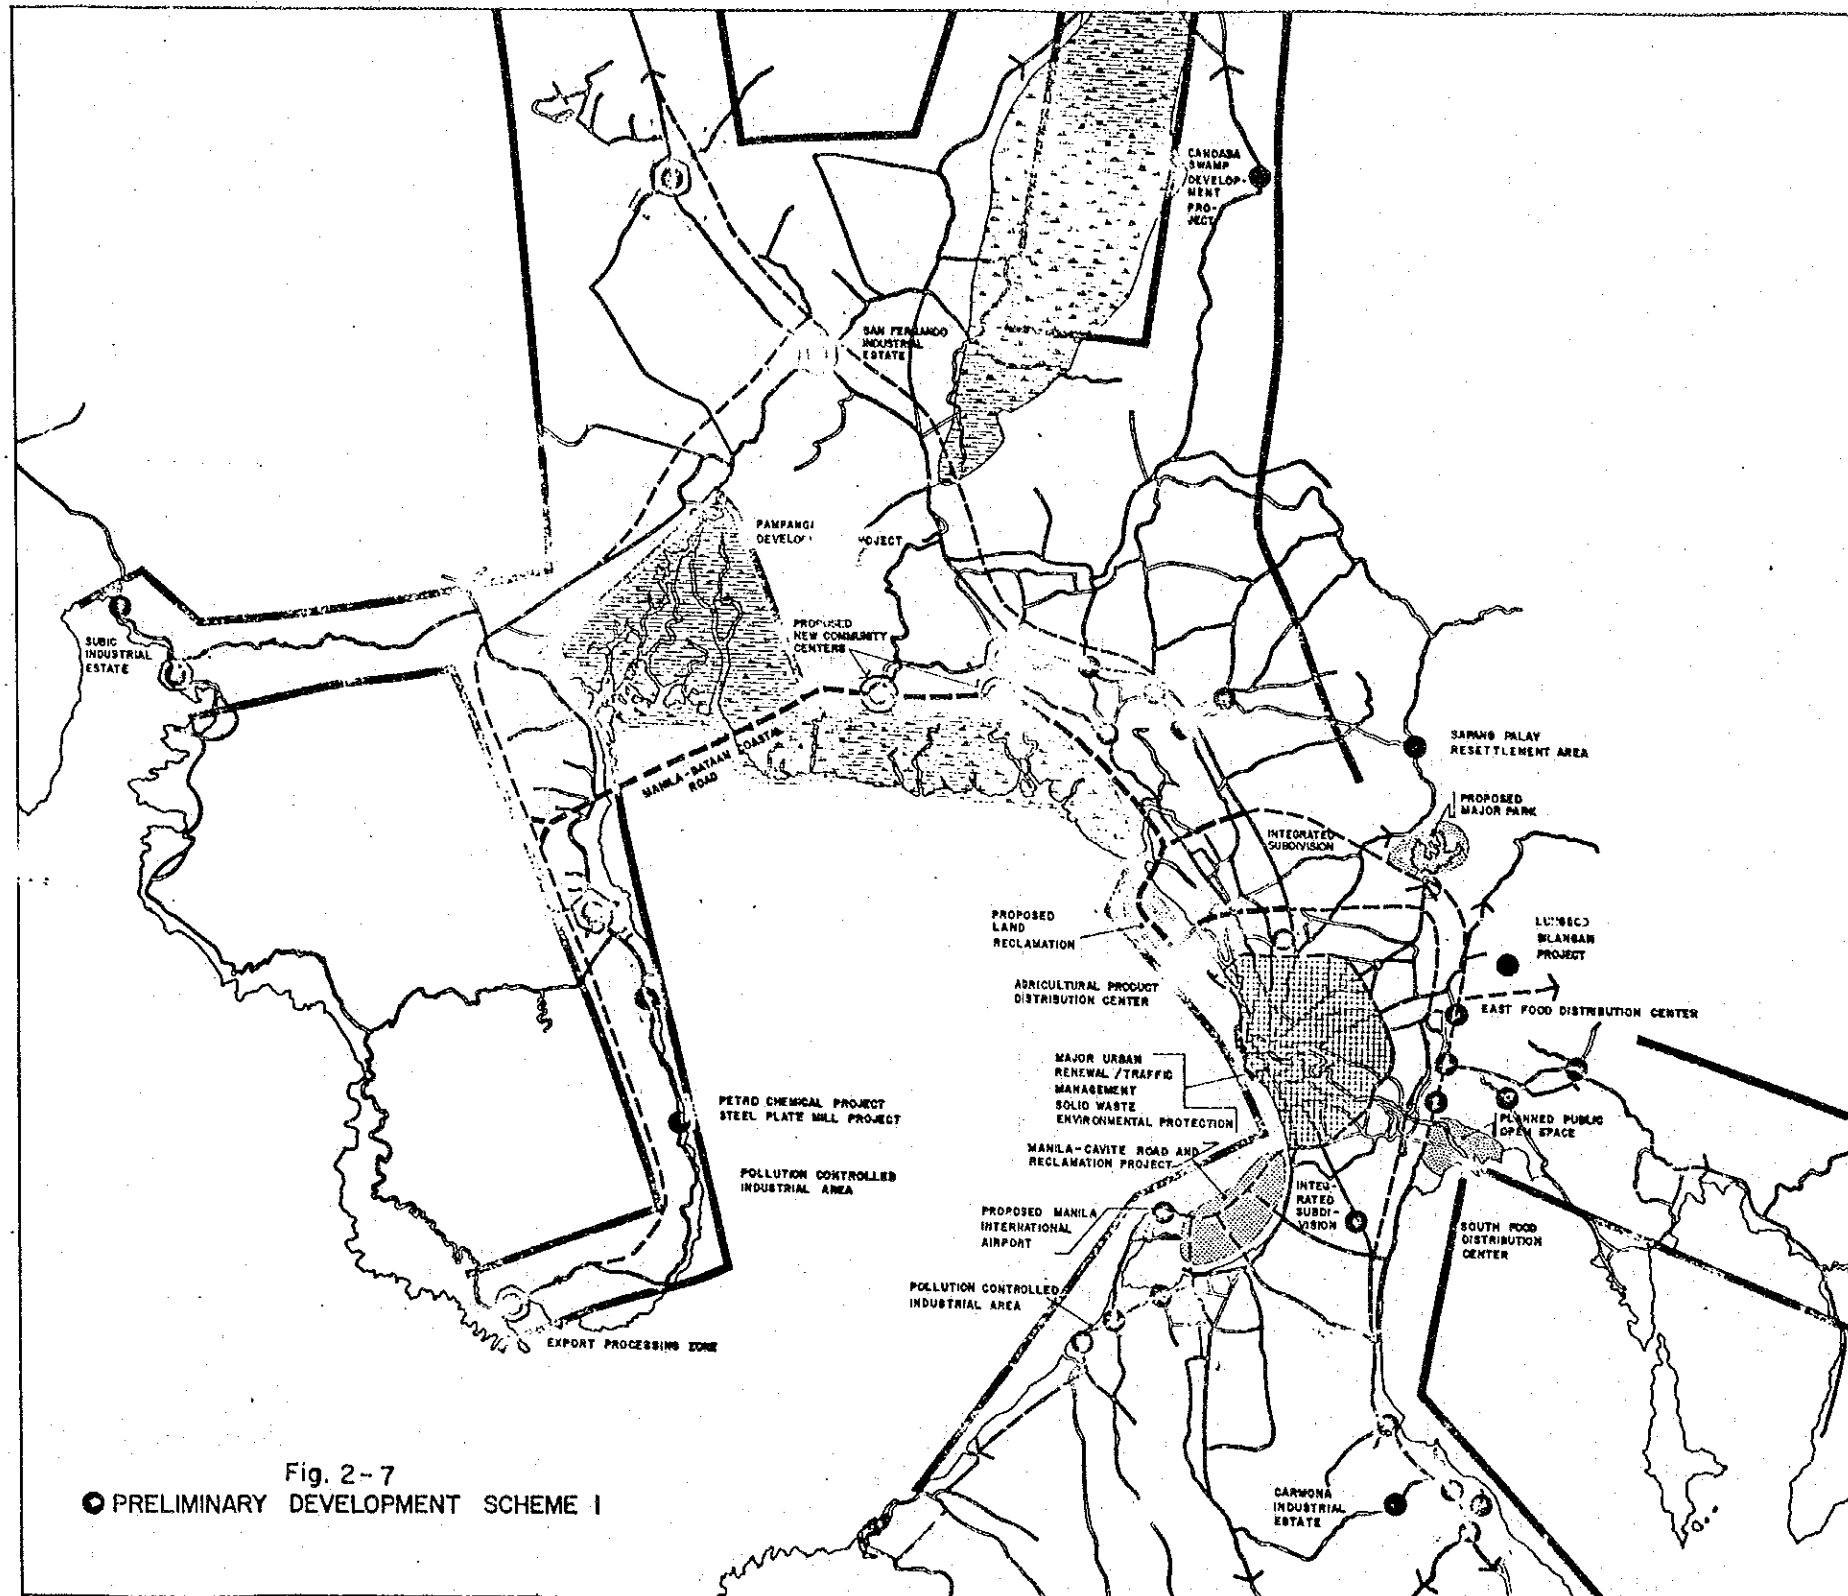 CANDABA
SWAMP
DEVELOP-
MENT
PRO-
JECT
SAN FERNANDO
INDUSTRIAL
ESTATE
PAMPANG
DEVELO
OJECT
PROPOSED
NEW COMMUNITY
CENTERS
SUBIC
INDUSTRIAL
ESTATE
MANILA-BATAAN COASTAL
ROAD
SAPANG PALAY
RESETTLEMENT AREA
PROPOSED
MAJOR PARK
INTEGRATED
SUBDIVISION
PROPOSED
LAND
RECLAMATION
PROJECT
AGRICULTURAL PRODUCT
DISTRIBUTION CENTER
EAST FOOD DISTRIBUTION CENTER
MAJOR URBAN
RENEWAL / TRAFFIC
MANAGEMENT
SOLID WASTE
ENVIRONMENTAL PROTECTION
PETRO CHEMICAL PROJECT
STEEL PLATE MILL PROJECT
PLANNED PUBLIC
OPEN SPACE
MANILA-CAVITE ROAD AND
RECLAMATION PROJECT
POLLUTION CONTROLLED
INDUSTRIAL AREA
INTEG-
RATED
SUBDI-
VISION
PROPOSED MANILA
INTERNATIONAL
AIRPORT
SOUTH FOOD
DISTRIBUTION
CENTER
POLLUTION CONTROLLED
INDUSTRIAL AREA
EXPORT PROCESSING ZONE
CARMONA
INDUSTRIAL
ESTATE
Fig. 2-7
PRELIMINARY DEVELOPMENT SCHEME I